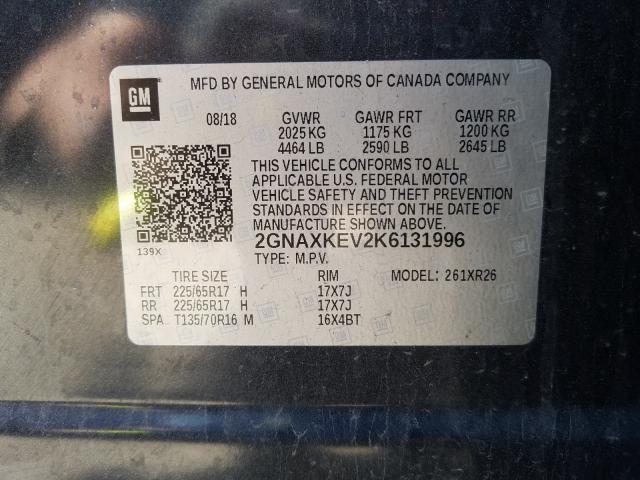 GM
MFD BY GENERAL MOTORS OF CANADA COMPANY
08/18 GVWR GAWR FRT GAWR RR
2025 KG 1175 KG 1200 KG
4464 LB 2590 LB 2645 LB
THIS VEHICLE CONFORMS TO ALL
APPLICABLE U.S. FEDERAL MOTOR
VEHICLE SAFETY AND THEFT PREVENTION
STANDARDS IN EFFECT ON THE DATE OF
MANUFACTURE SHOWN ABOVE.
139X
2GNAXKEV2K6131996
TYPE: M.P.V.
TIRE SIZE RIM MODEL: 261XR26
FRT 225/65R17 H 17X7J
RR 225/65R17 H 17X7J
SPA T135/70R16 M 16X4BT